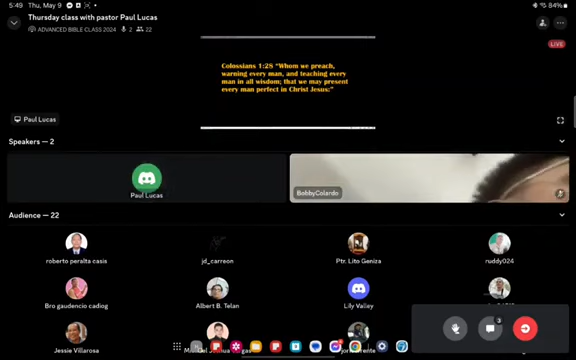 5:49 Thu, May 9
84%
Thursday class with pastor Paul Lucas
ADVANCED BIBLE CLASS 2024 2 22
LIVE
Colossians 1:28 "Whom we preach,
warning every man, and teaching every
man in all wisdom; that we may present
every man perfect in Christ Jesus:"
Paul Lucas
Speakers — 2
Paul Lucas
BobbyColardo
Audience — 22
roberto peralta casis
jd_carreon
Ptr. Lito Geniza
ruddy024
Bro gaudencio cadiog
Albert B. Telan
Lily Valley
3
Jessie Villarosa